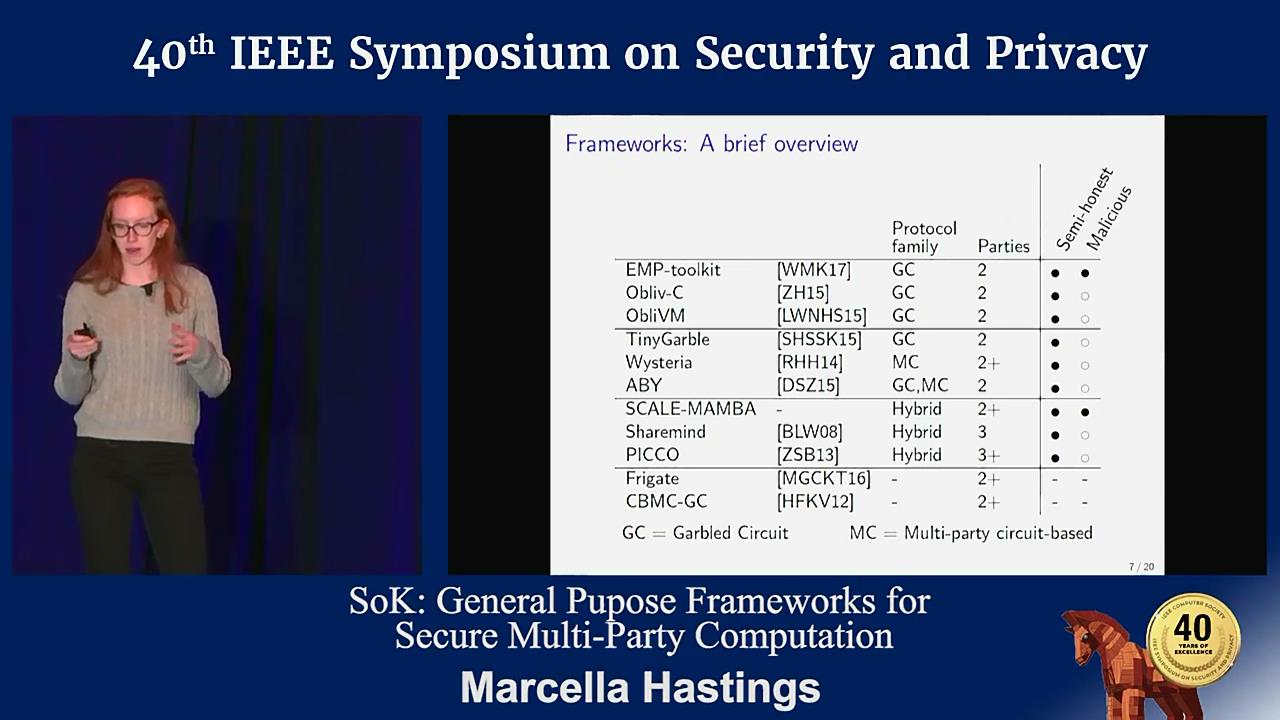 40th IEEE Symposium on Security and Privacy
Frameworks: A brief overview
Protocol family Parties Semi-honest Malicious
EMP-toolkit [WMK17] GC 2 ● ●
Obliv-C [ZH15] GC 2 ● ○
ObliVM [LWNHS15] GC 2 ● ○
TinyGarble [SHSSK15] GC 2 ● ○
Wysteria [RHH14] MC 2+ ● ○
ABY [DSZ15] GC,MC 2 ● ○
SCALE-MAMBA - Hybrid 2+ ● ●
Sharemind [BLW08] Hybrid 3 ● ○
PICCO [ZSB13] Hybrid 3+ ● ○
Frigate [MGCKT16] - 2+ - -
CBMC-GC [HFKV12] - 2+ - -
GC = Garbled Circuit MC = Multi-party circuit-based
7 / 20
SoK: General Pupose Frameworks for
Secure Multi-Party Computation
Marcella Hastings
IEEE COMPUTER SOCIETY
40
YEARS OF
EXCELLENCE
IEEE SYMPOSIUM ON SECURITY AND PRIVACY